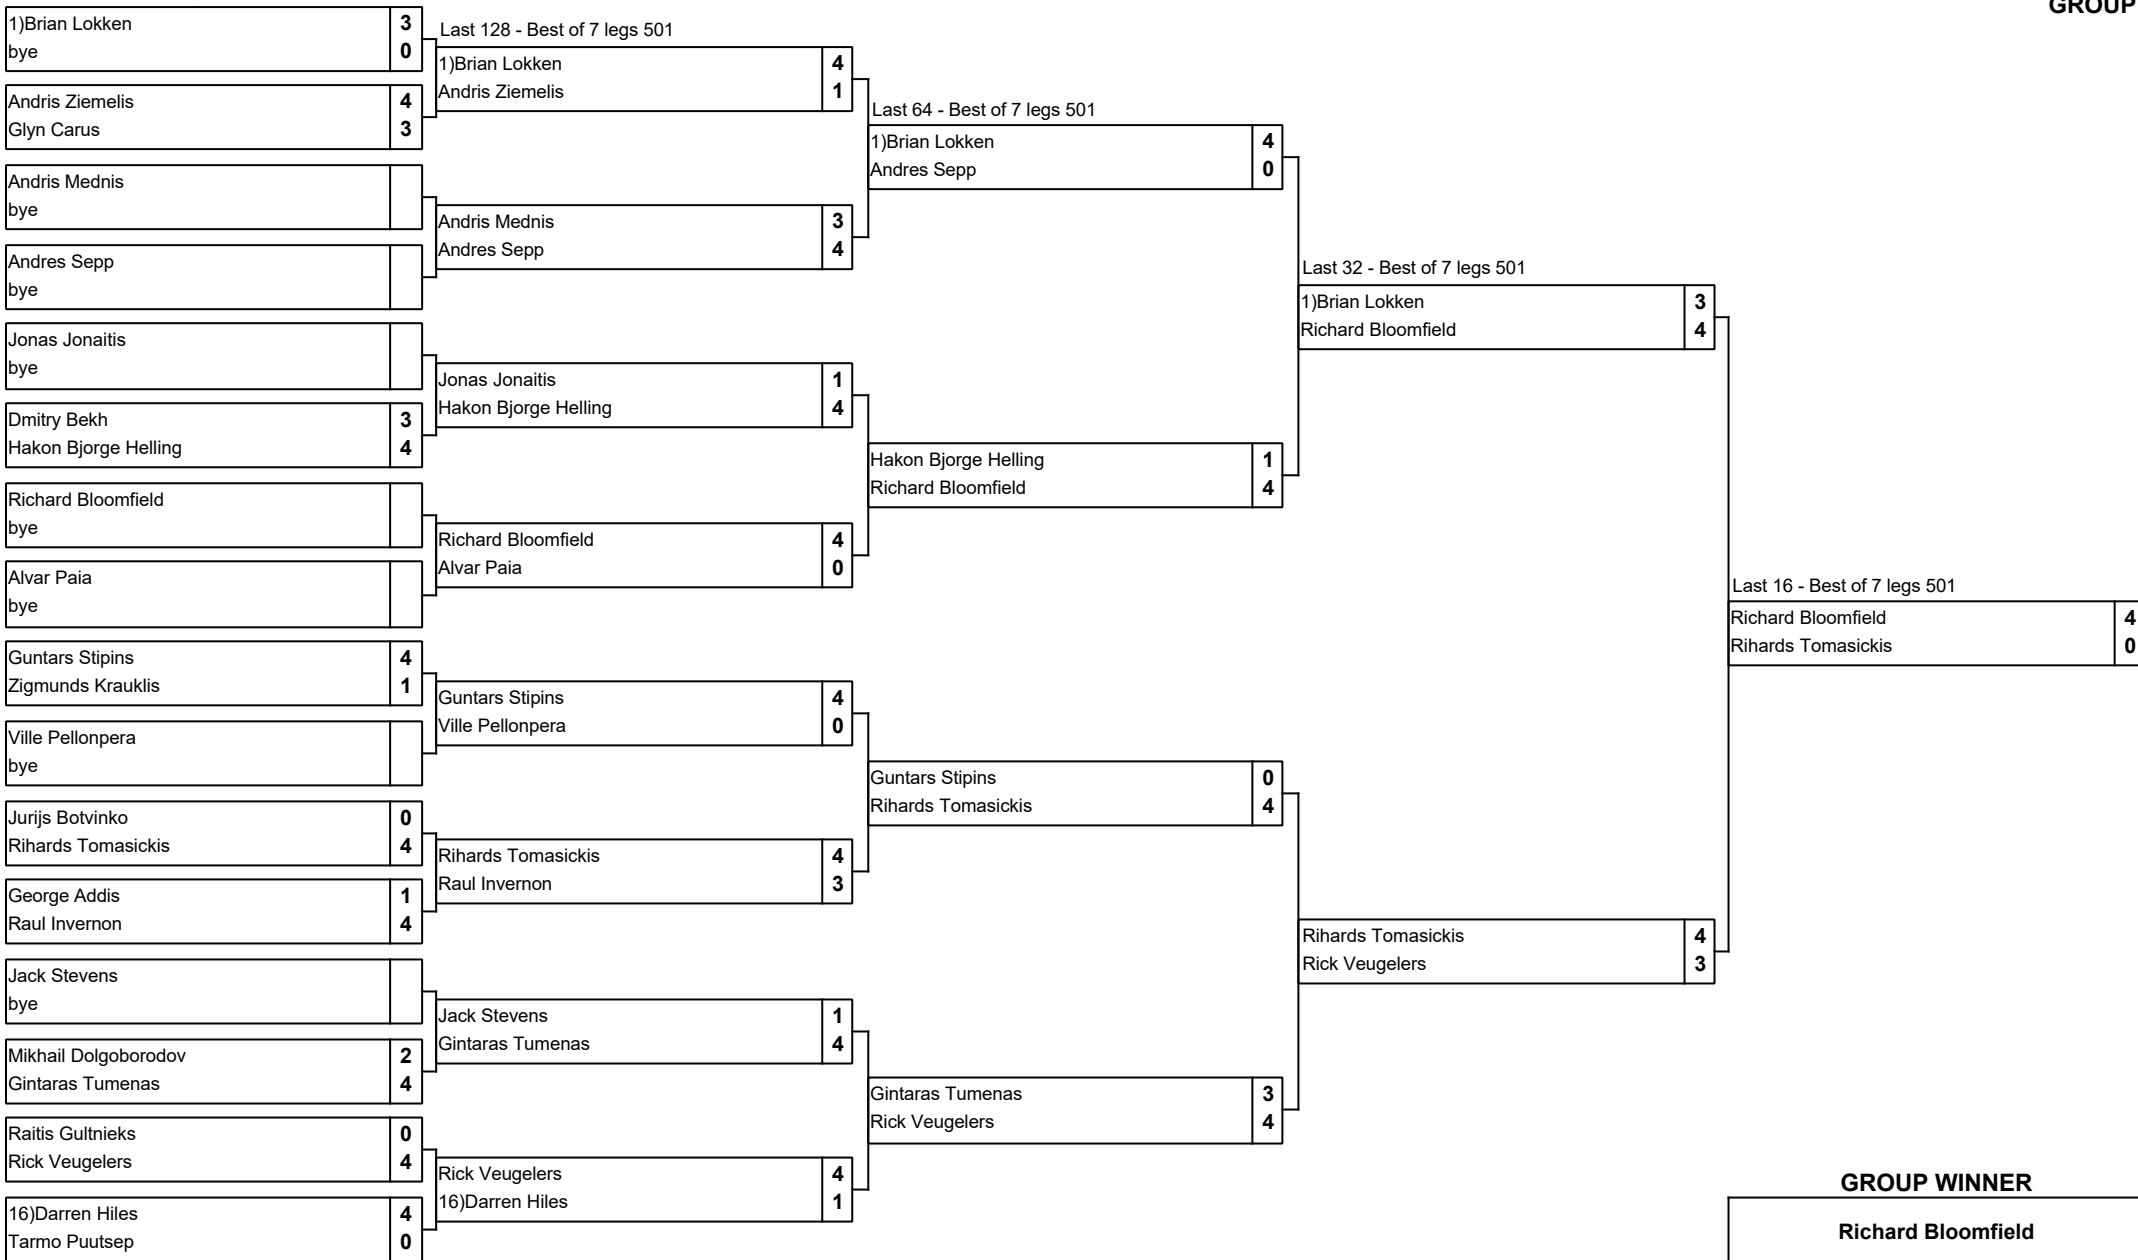 GROUP
1)Brian Lokken 3
bye 0
Andris Ziemelis 4
Glyn Carus 3
Andris Mednis
bye
Andres Sepp
bye
Jonas Jonaitis
bye
Dmitry Bekh 3
Hakon Bjorge Helling 4
Richard Bloomfield
bye
Alvar Paia
bye
Guntars Stipins 4
Zigmunds Krauklis 1
Ville Pellonpera
bye
Jurijs Botvinko 0
Rihards Tomasickis 4
George Addis 1
Raul Invernon 4
Jack Stevens
bye
Mikhail Dolgoborodov 2
Gintaras Tumenas 4
Raitis Gultnieks 0
Rick Veugelers 4
16)Darren Hiles 4
Tarmo Puutsep 0
Last 128 - Best of 7 legs 501
1)Brian Lokken 4
Andris Ziemelis 1
Andris Mednis 3
Andres Sepp 4
Jonas Jonaitis 1
Hakon Bjorge Helling 4
Richard Bloomfield 4
Alvar Paia 0
Guntars Stipins 4
Ville Pellonpera 0
Rihards Tomasickis 4
Raul Invernon 3
Jack Stevens 1
Gintaras Tumenas 4
Rick Veugelers 4
16)Darren Hiles 1
Last 64 - Best of 7 legs 501
1)Brian Lokken 4
Andres Sepp 0
Hakon Bjorge Helling 1
Richard Bloomfield 4
Guntars Stipins 0
Rihards Tomasickis 4
Gintaras Tumenas 3
Rick Veugelers 4
Last 32 - Best of 7 legs 501
1)Brian Lokken 3
Richard Bloomfield 4
Rihards Tomasickis 4
Rick Veugelers 3
Last 16 - Best of 7 legs 501
Richard Bloomfield 4
Rihards Tomasickis 0
GROUP WINNER
Richard Bloomfield